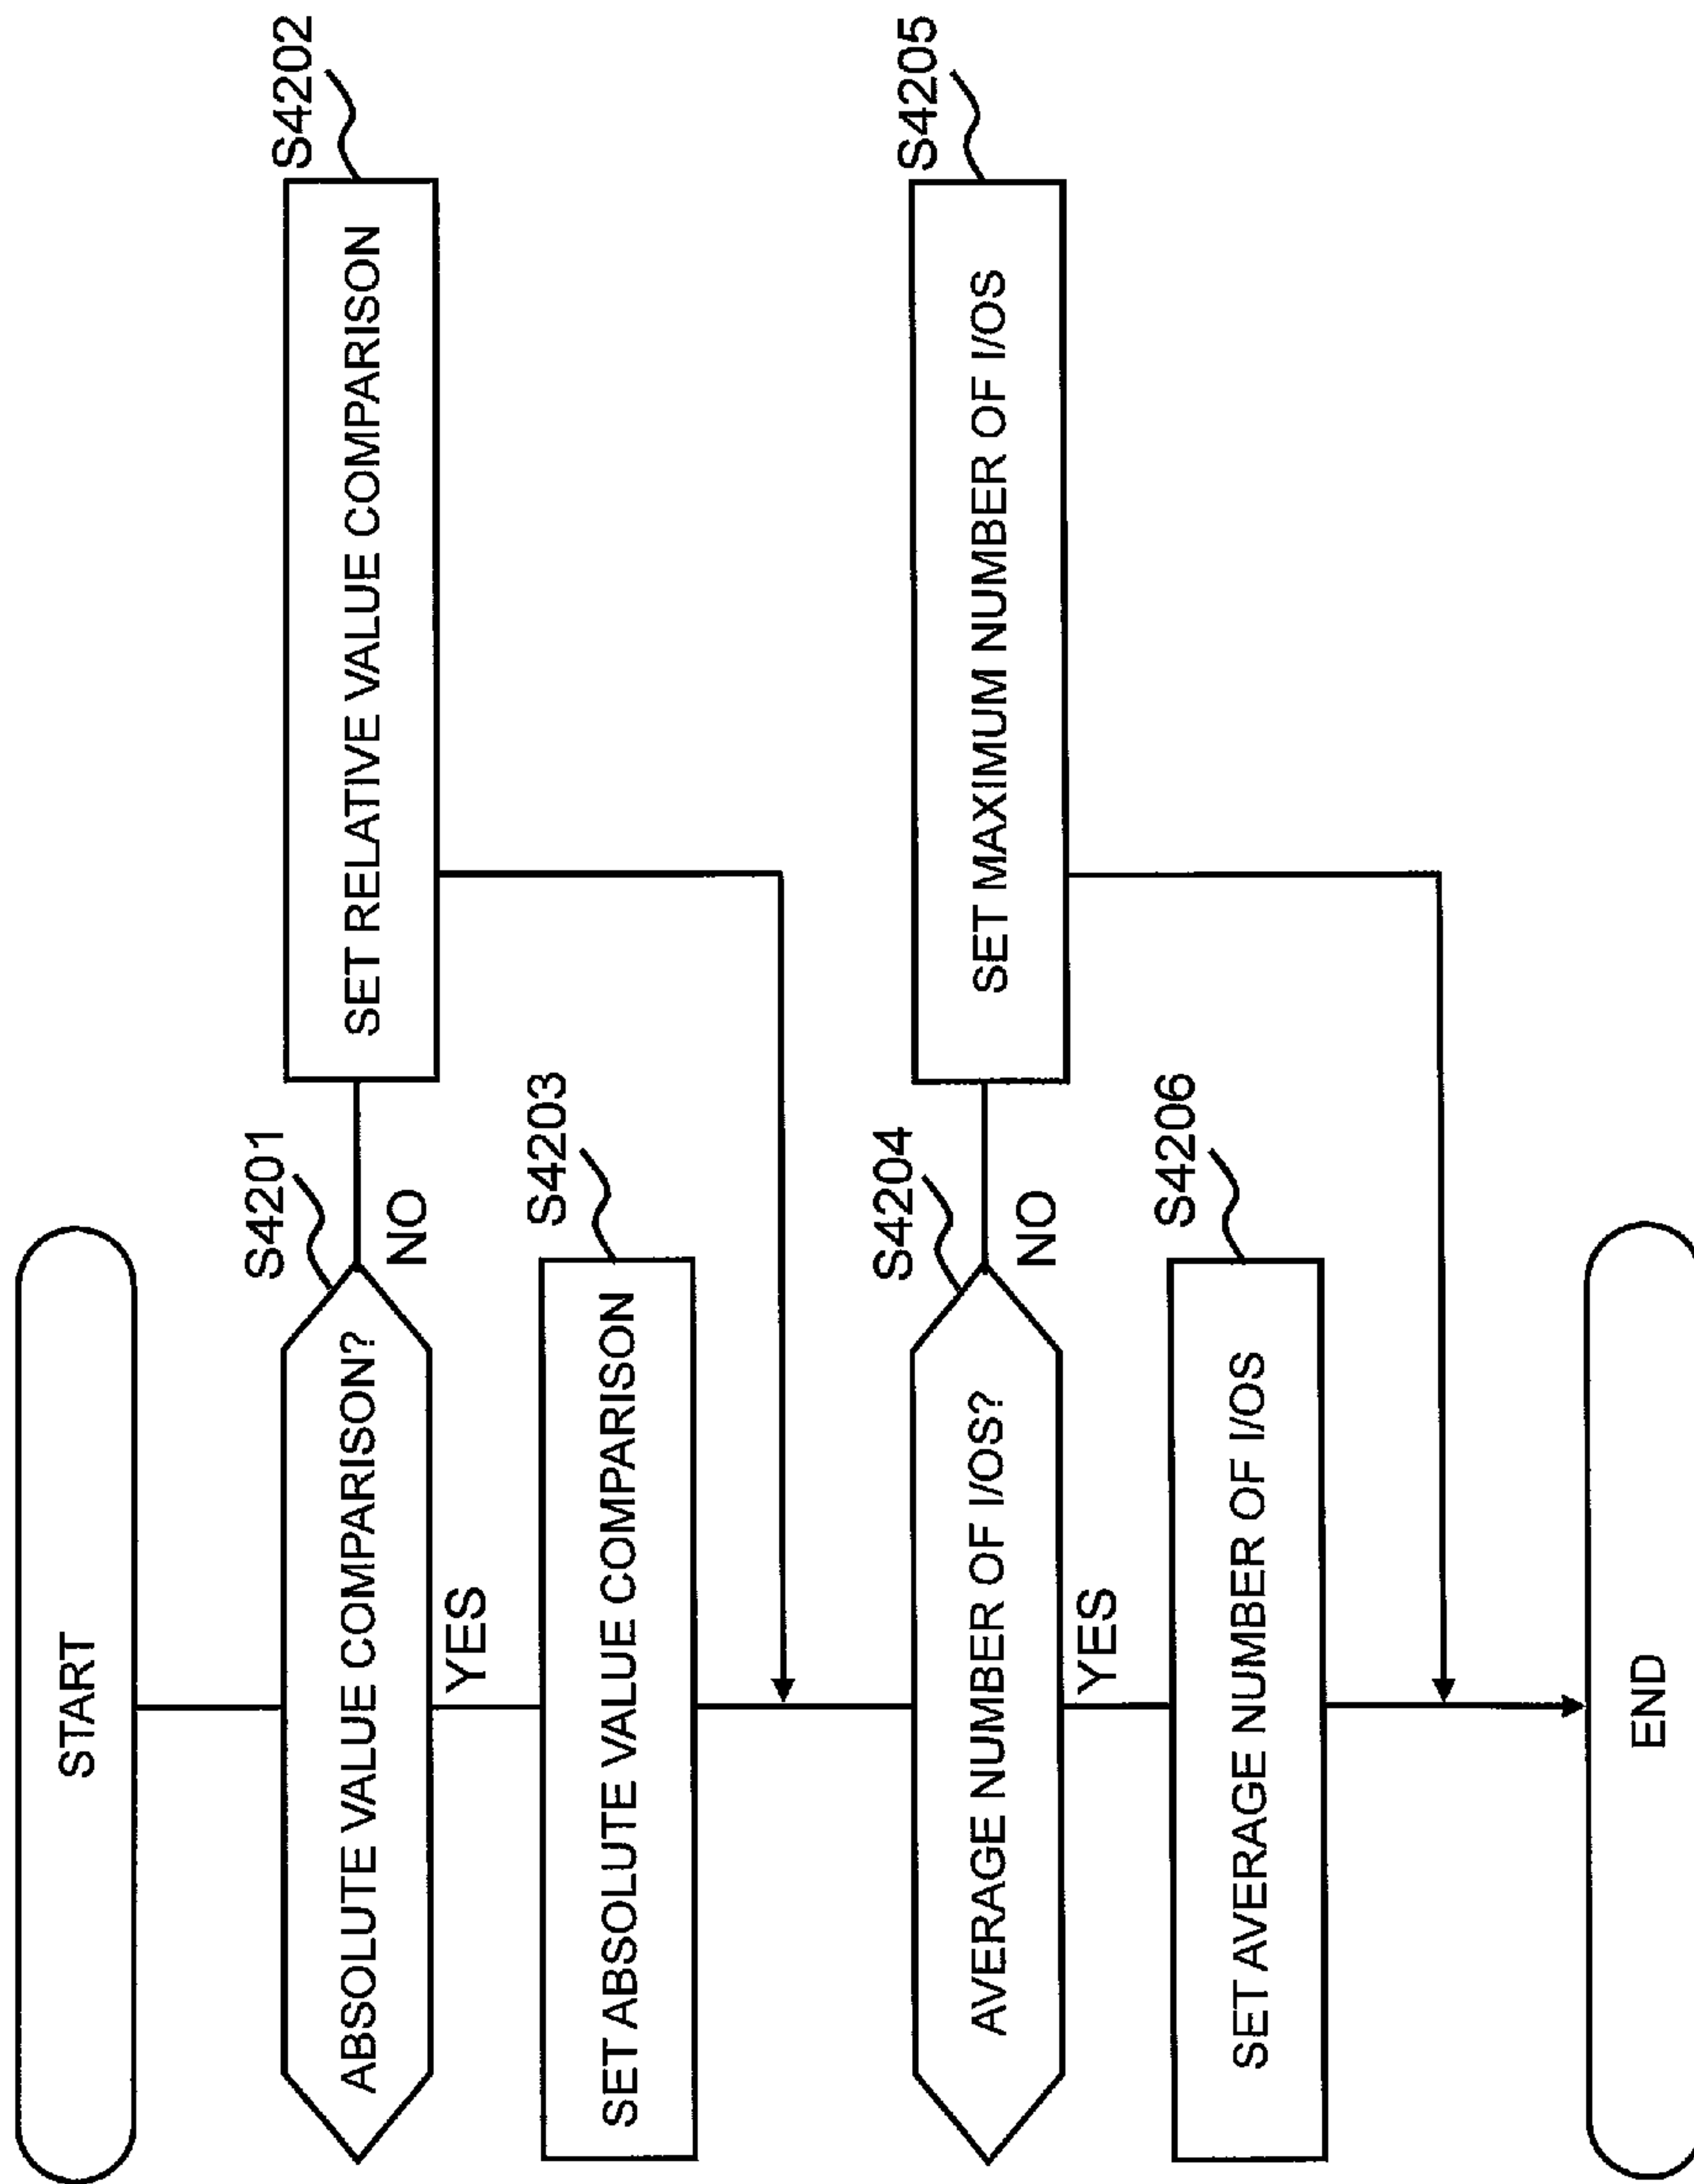 START
S4201
ABSOLUTE VALUE COMPARISON?
NO
S4202
SET RELATIVE VALUE COMPARISON
YES
S4203
SET ABSOLUTE VALUE COMPARISON
S4204
AVERAGE NUMBER OF I/OS?
NO
S4205
SET MAXIMUM NUMBER OF I/OS
YES
S4206
SET AVERAGE NUMBER OF I/OS
END